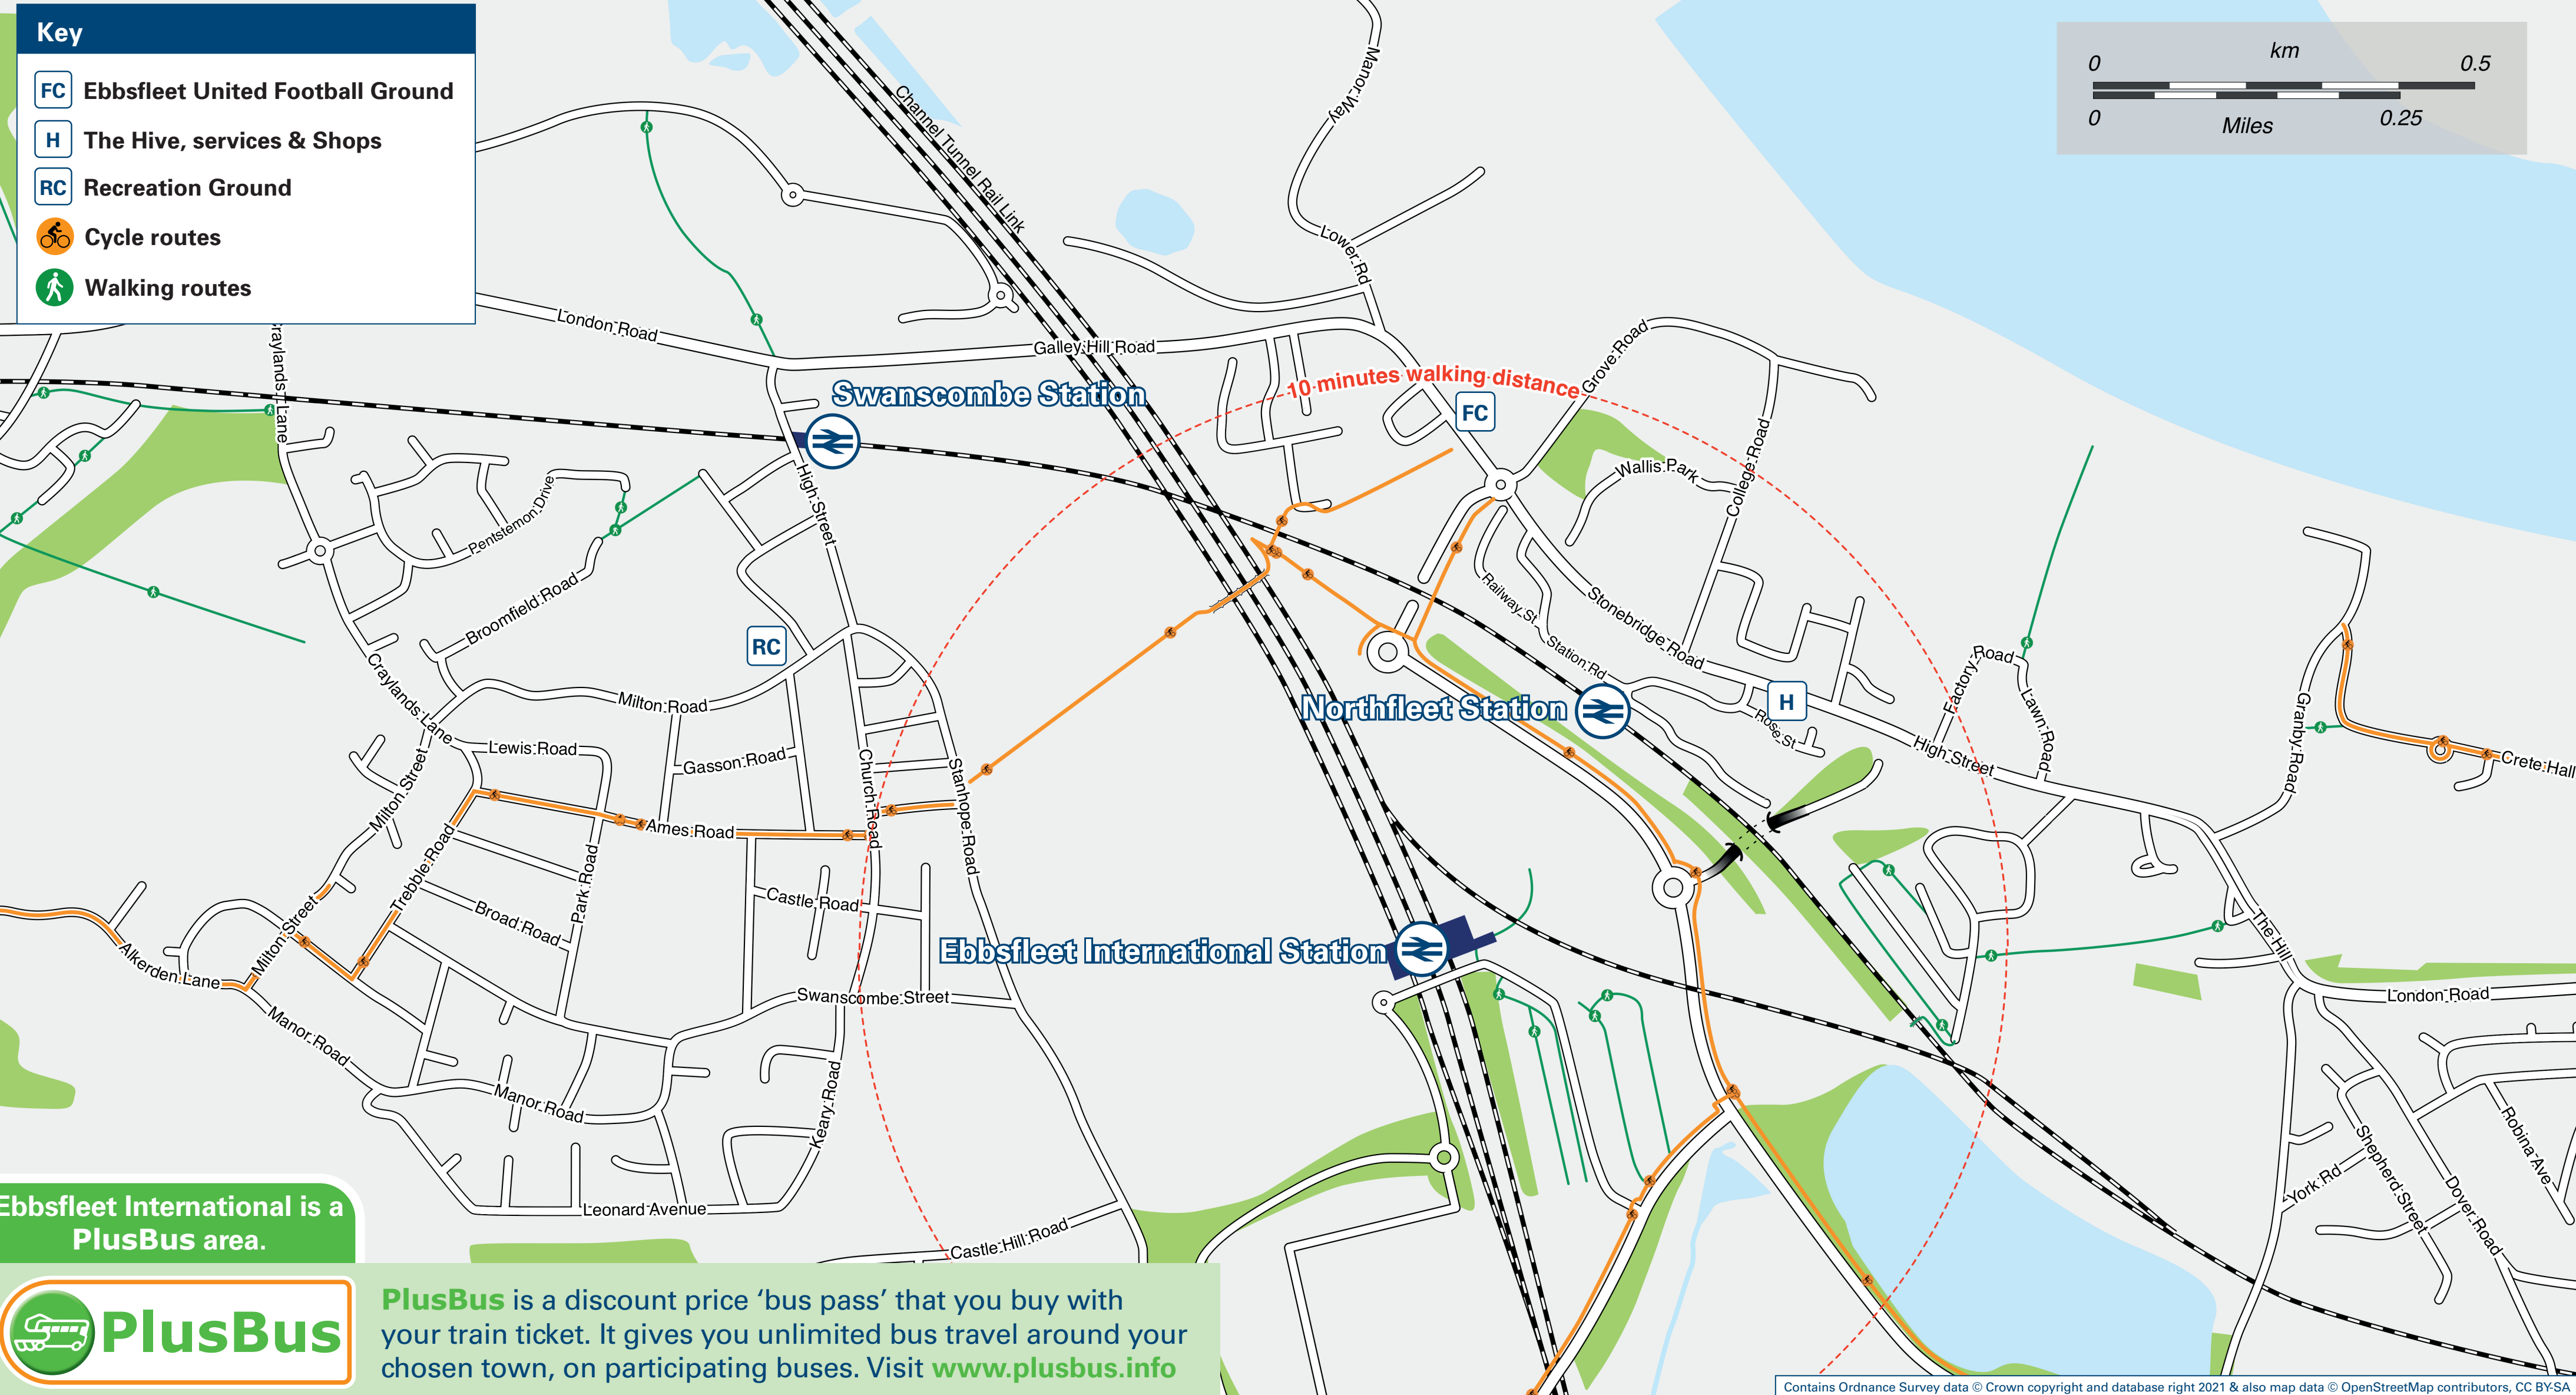 Key
FC Ebbsfleet United Football Ground
H The Hive, services & Shops
RC Recreation Ground
Cycle routes
Walking routes
km
0 0.5
0 0.25
Miles
Channel Tunnel Rail Link
Manor Way
Lower Rd
London Road
Galley Hill Road
Grove Road
10 minutes walking distance
Swanscombe Station
FC
Craylands Lane
High Street
Pentstemon Drive
Wallis Park
College Road
Broomfield Road
Railway St
Stonebridge Road
Station Rd
RC
Milton Road
Craylands Lane
Northfleet Station
H
Rose St
Factory Road
Lawn Road
High Street
Granby Road
Crete Hall
Lewis Road
Gasson Road
Milton Street
Church Road
Stanhope Road
Ames Road
Trebble Road
Park Road
Castle Road
Broad Road
Milton Street
Alkerden Lane
Ebbsfleet International Station
The Hill
London Road
Swanscombe Street
Manor Road
Manor Road
Keary Road
Leonard Avenue
Castle Hill Road
York Rd
Shepherd Street
Dover Road
Robina Ave
Ebbsfleet International is a
PlusBus area.
PlusBus
PlusBus is a discount price ‘bus pass’ that you buy with
your train ticket. It gives you unlimited bus travel around your
chosen town, on participating buses. Visit www.plusbus.info
Contains Ordnance Survey data © Crown copyright and database right 2021 & also map data © OpenStreetMap contributors, CC BY-SA